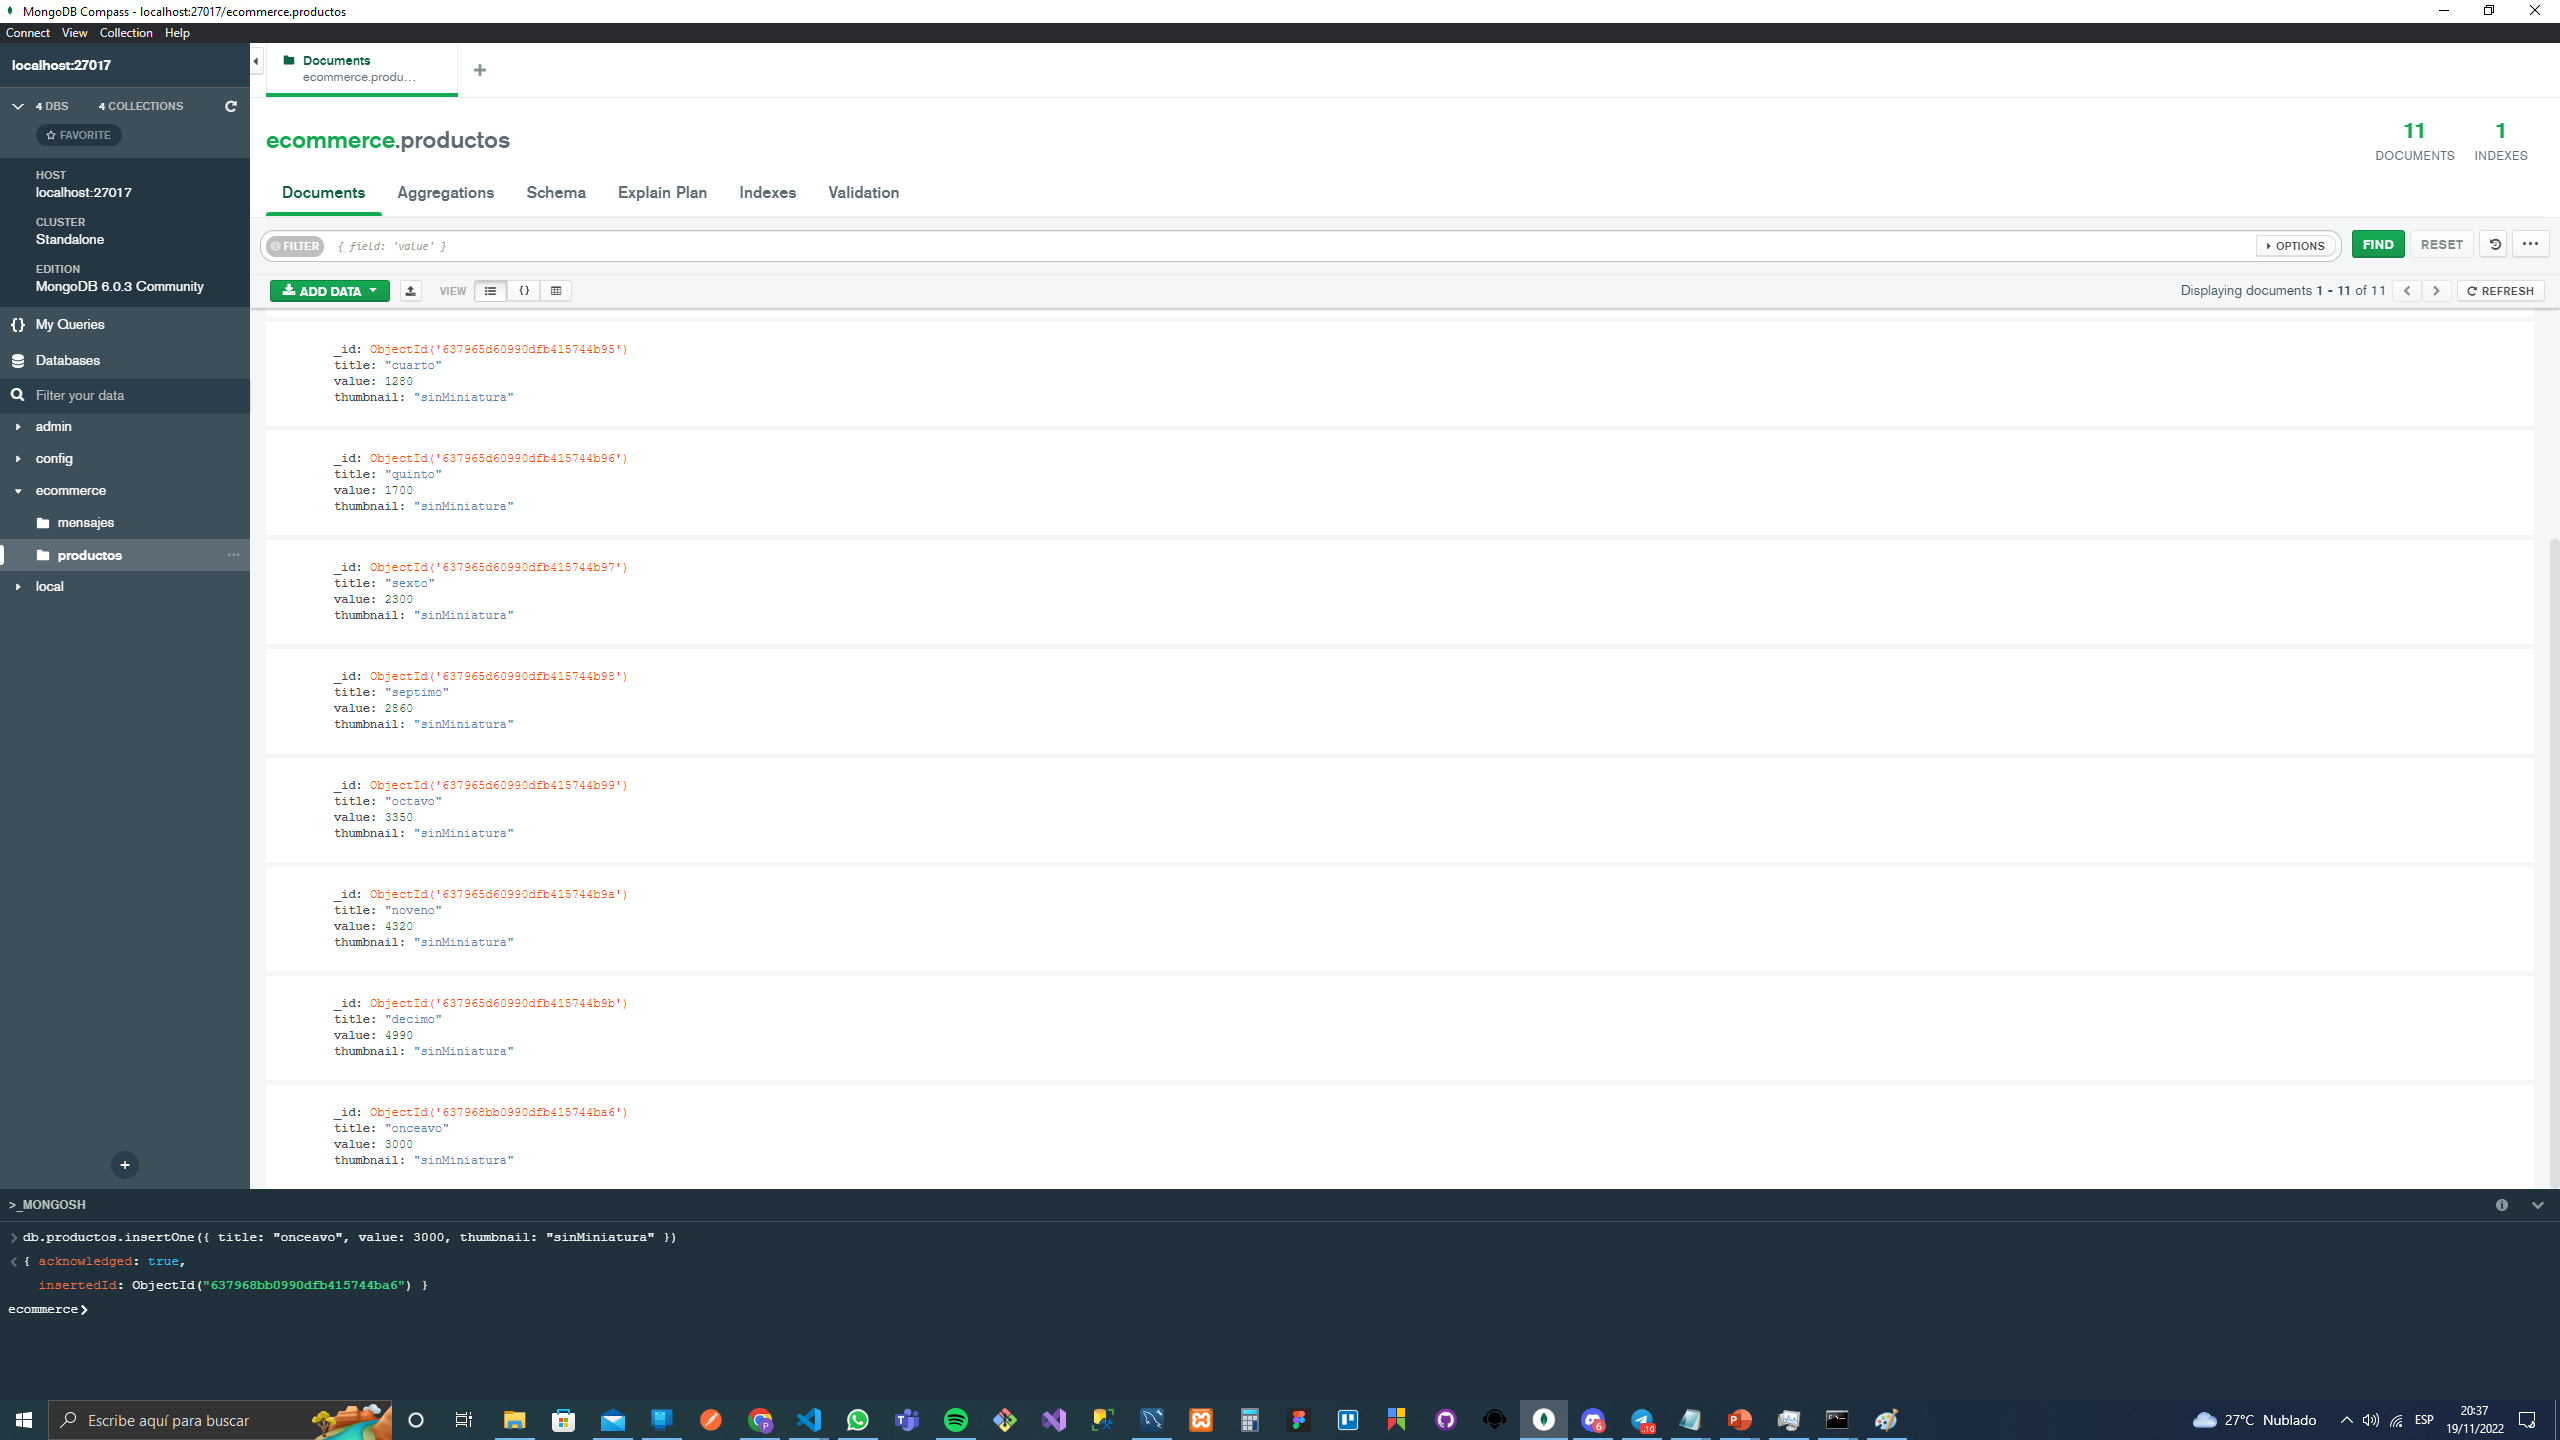 MongoDB Compass - localhost:27017/ecommerce.productos
Connect View Collection Help
localhost:27017
4 DBS 4 COLLECTIONS
FAVORITE
HOST
localhost:27017
CLUSTER
Standalone
EDITION
MongoDB 6.0.3 Community
My Queries
Databases
Filter your data
admin
config
ecommerce
mensajes
productos
local
Documents
ecommerce.produ...
ecommerce.productos
11
DOCUMENTS
1
INDEXES
Documents Aggregations Schema Explain Plan Indexes Validation
FILTER { field: 'value' } OPTIONS FIND RESET
ADD DATA VIEW Displaying documents 1 - 11 of 11 REFRESH
_id: ObjectId('637965d60990dfb415744b95')
title: "cuarto"
value: 1280
thumbnail: "sinMiniatura"
_id: ObjectId('637965d60990dfb415744b96')
title: "quinto"
value: 1700
thumbnail: "sinMiniatura"
_id: ObjectId('637965d60990dfb415744b97')
title: "sexto"
value: 2300
thumbnail: "sinMiniatura"
_id: ObjectId('637965d60990dfb415744b98')
title: "septimo"
value: 2860
thumbnail: "sinMiniatura"
_id: ObjectId('637965d60990dfb415744b99')
title: "octavo"
value: 3350
thumbnail: "sinMiniatura"
_id: ObjectId('637965d60990dfb415744b9a')
title: "noveno"
value: 4320
thumbnail: "sinMiniatura"
_id: ObjectId('637965d60990dfb415744b9b')
title: "decimo"
value: 4990
thumbnail: "sinMiniatura"
_id: ObjectId('637968bb0990dfb415744ba6')
title: "onceavo"
value: 3000
thumbnail: "sinMiniatura"
>_MONGOSH
> db.productos.insertOne({ title: "onceavo", value: 3000, thumbnail: "sinMiniatura" })
< { acknowledged: true,
insertedId: ObjectId("637968bb0990dfb415744ba6") }
ecommerce>
Escribe aquí para buscar
27°C Nublado
ESP
20:37
19/11/2022